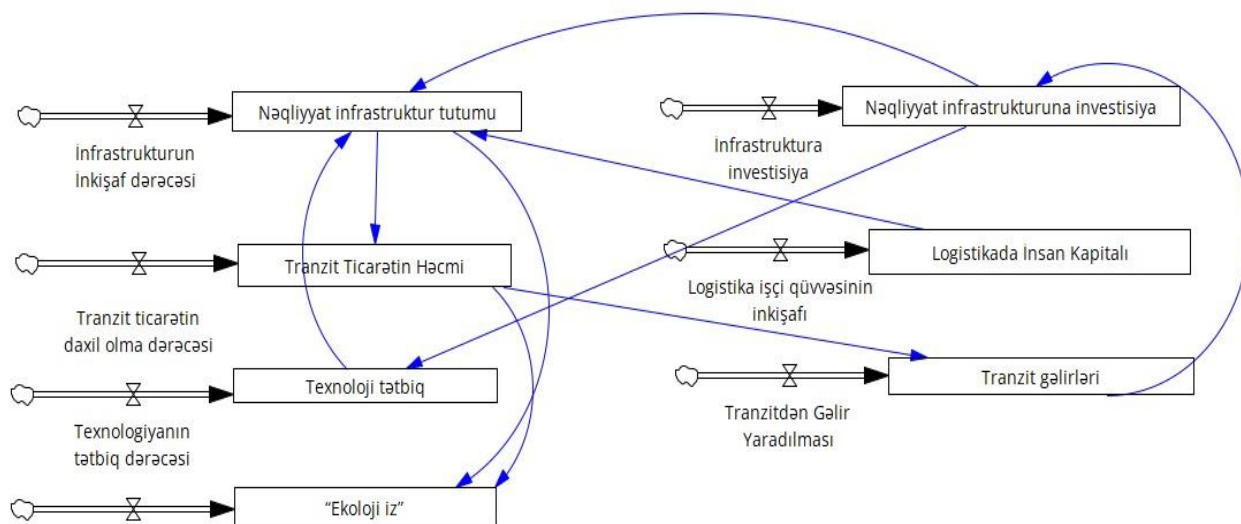 Nəqliyyat infrastruktur tutumu
İnfrastrukturun
İnkişaf dərəcəsi
Tranzit Ticarətin Həcmi
Tranzit ticarətin
daxil olma dərəcəsi
Texnoloji tətbiq
Texnologiyanın
tətbiq dərəcəsi
“Ekoloji iz”
Nəqliyyat infrastrukturuna investisiya
İnfrastruktura
investisiya
Logistikada İnsan Kapitalı
Logistika işçi qüvvəsinin
inkişafı
Tranzit gəlirləri
Tranzitdən Gəlir
Yaradılması